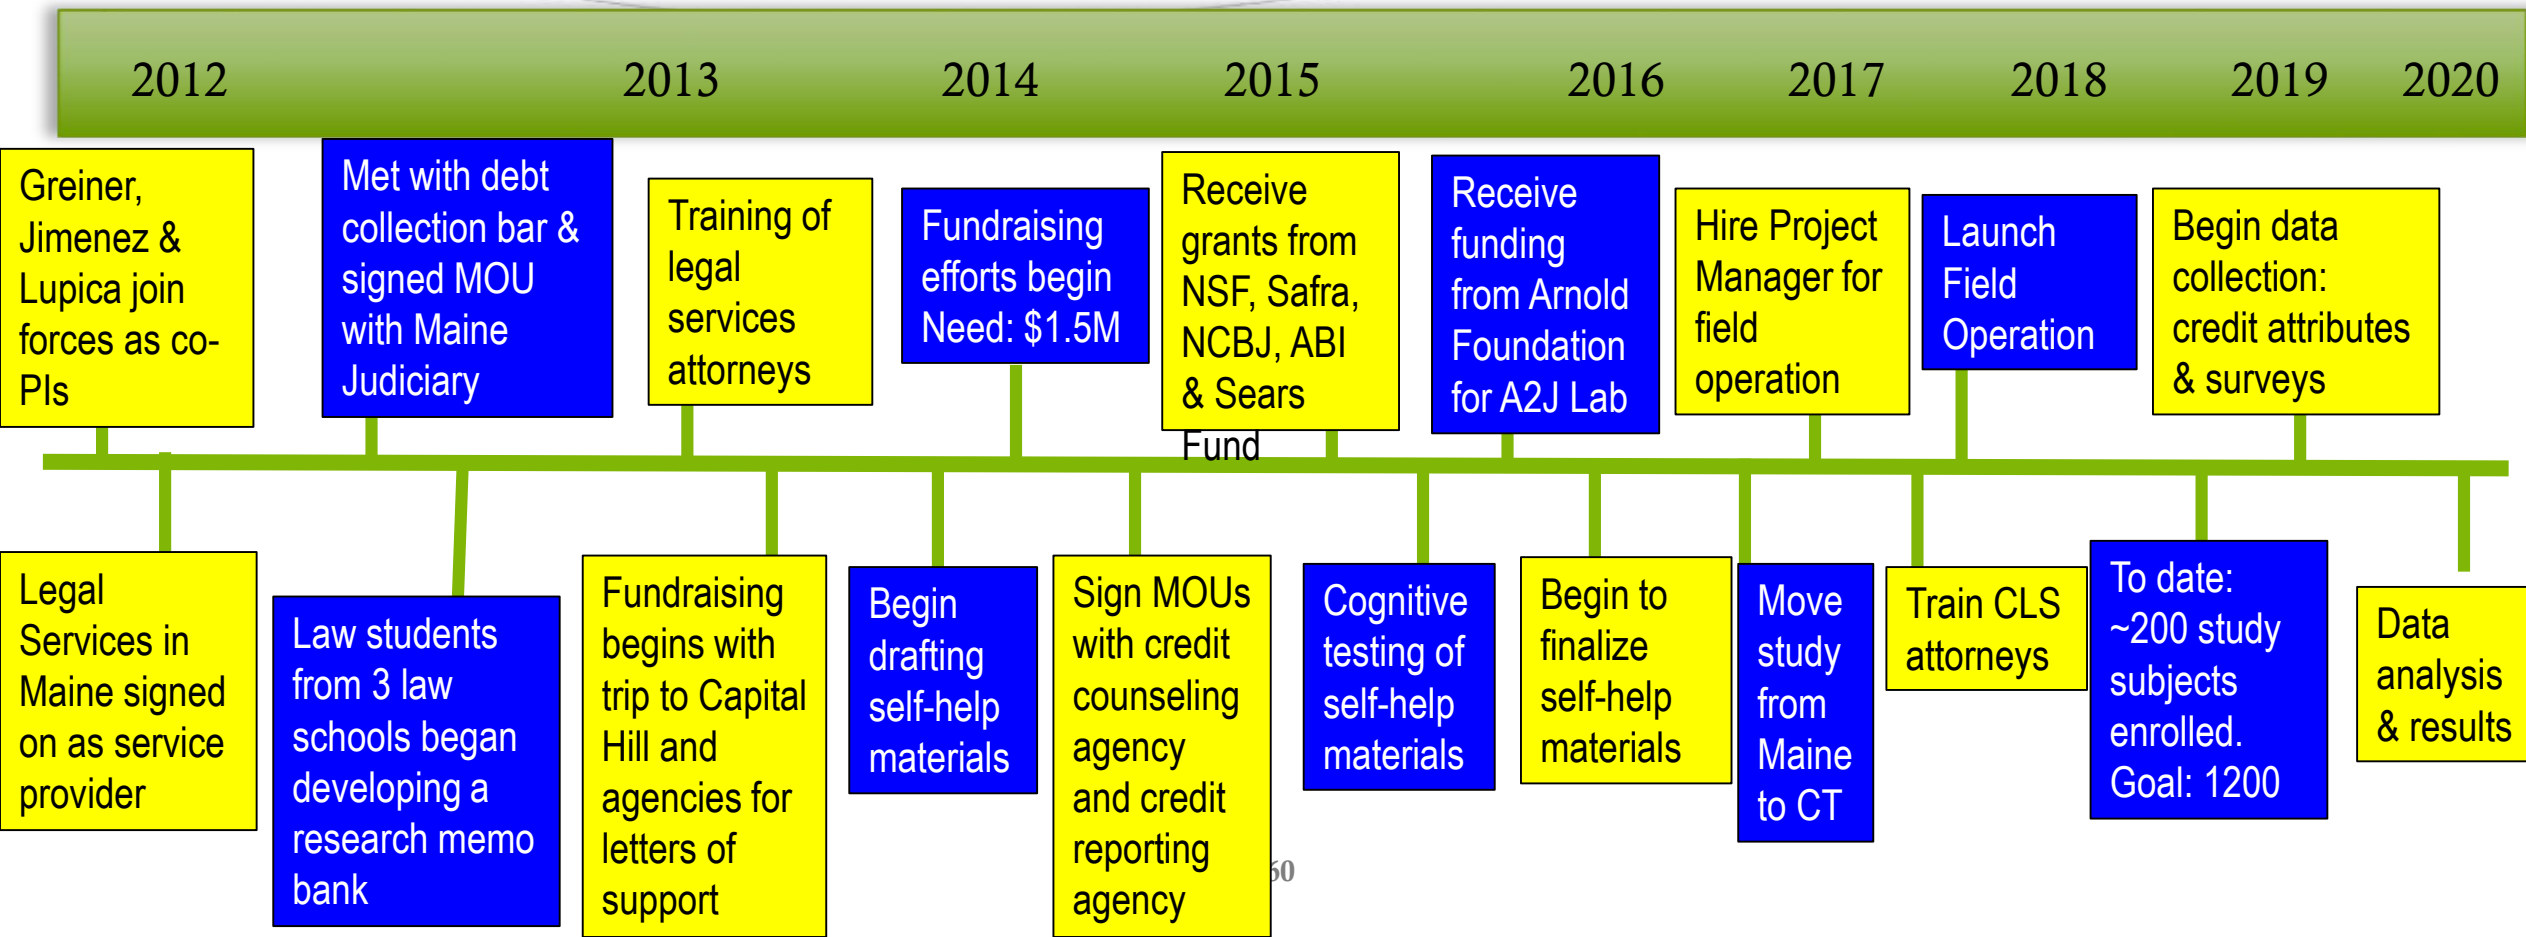 2012 2013 2014 2015 2016 2017 2018 2019 2020
Greiner,
Jimenez &
Lupica join
forces as co-
PIs
Met with debt
collection bar &
signed MOU
with Maine
Judiciary
Training of
legal
services
attorneys
Fundraising
efforts begin
Need: $1.5M
Receive
grants from
NSF, Safra,
NCBJ, ABI
& Sears
Fund
Receive
funding
from Arnold
Foundation
for A2J Lab
Hire Project
Manager for
field
operation
Launch
Field
Operation
Begin data
collection:
credit attributes
& surveys
Legal
Services in
Maine signed
on as service
provider
Law students
from 3 law
schools began
developing a
research memo
bank
Fundraising
begins with
trip to Capital
Hill and
agencies for
letters of
support
Begin
drafting
self-help
materials
Sign MOUs
with credit
counseling
agency
and credit
reporting
agency
Cognitive
testing of
self-help
materials
Begin to
finalize
self-help
materials
Move
study
from
Maine
to CT
Train CLS
attorneys
To date:
~200 study
subjects
enrolled.
Goal: 1200
Data
analysis
& results
60